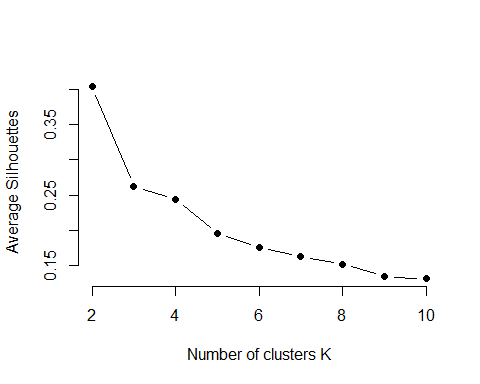 Average Silhouettes
0.35
0.25
0.15
2 4 6 8 10
Number of clusters K